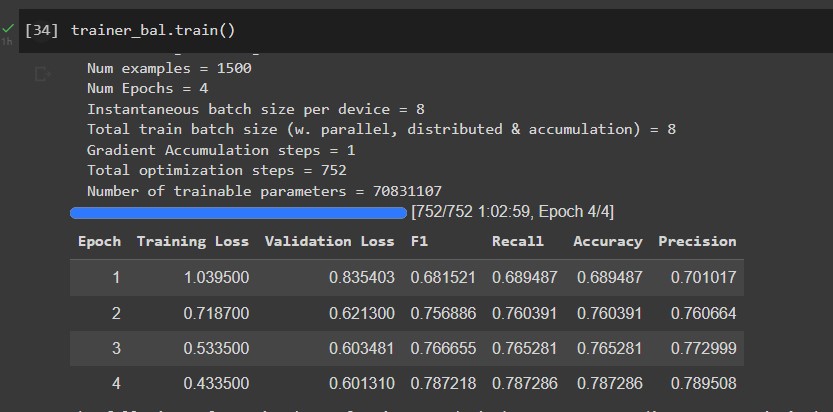 [34] trainer_bal.train()
1h
Num examples = 1500
Num Epochs = 4
Instantaneous batch size per device = 8
Total train batch size (w. parallel, distributed & accumulation) = 8
Gradient Accumulation steps = 1
Total optimization steps = 752
Number of trainable parameters = 70831107
[752/752 1:02:59, Epoch 4/4]
Epoch Training Loss Validation Loss F1 Recall Accuracy Precision
1 1.039500 0.835403 0.681521 0.689487 0.689487 0.701017
2 0.718700 0.621300 0.756886 0.760391 0.760391 0.760664
3 0.533500 0.603481 0.766655 0.765281 0.765281 0.772999
4 0.433500 0.601310 0.787218 0.787286 0.787286 0.789508